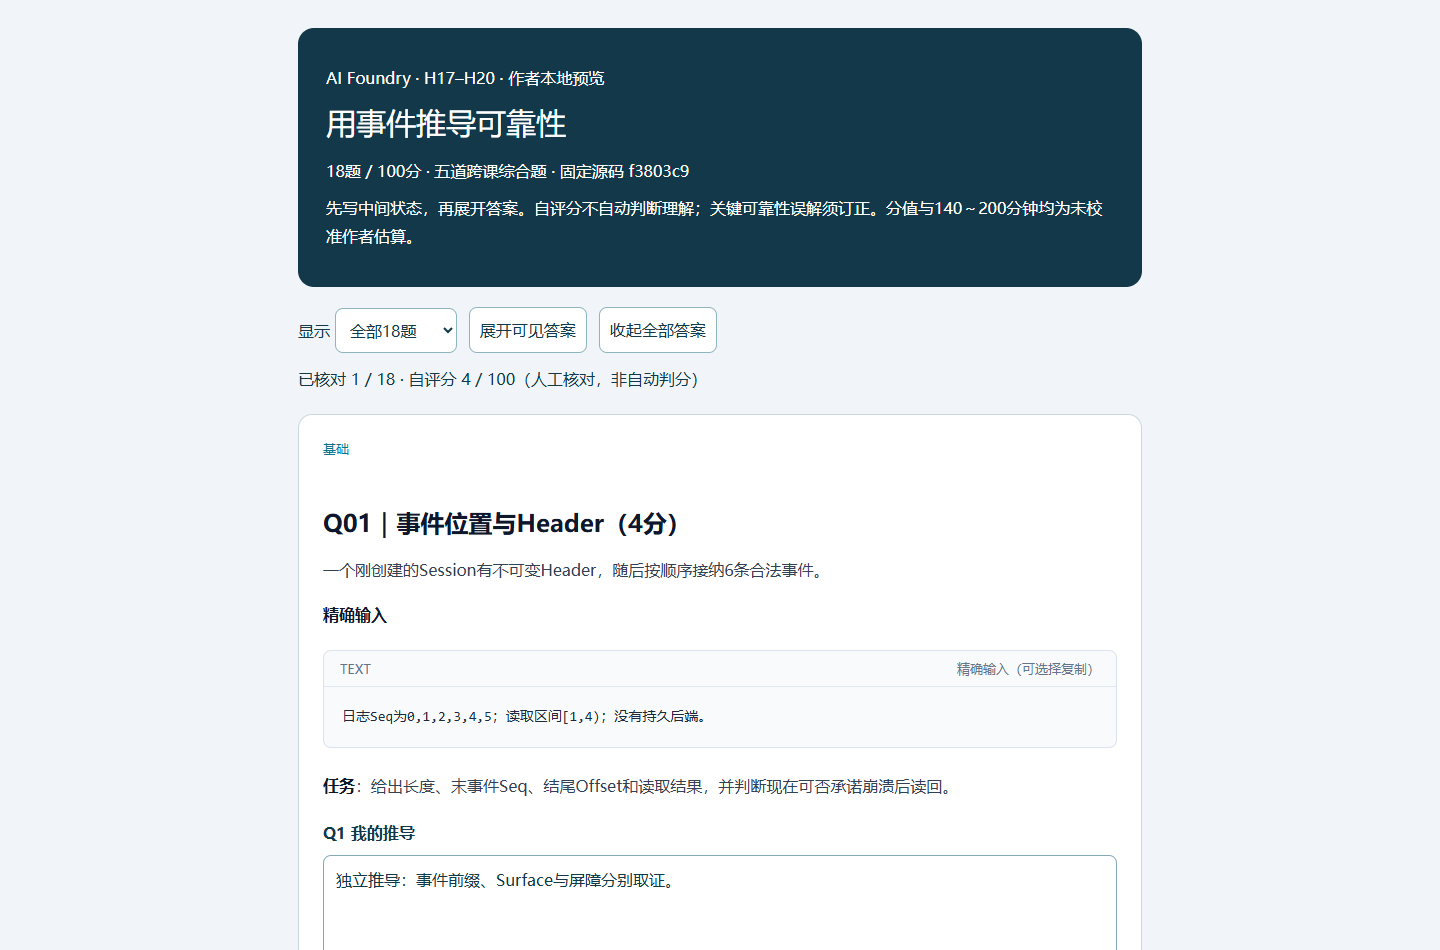 AI Foundry · H17–H20 · 作者本地预览
用事件推导可靠性
18题 / 100分 · 五道跨课综合题 · 固定源码 f3803c9
先写中间状态，再展开答案。自评分不自动判断理解；关键可靠性误解须订正。分值与140～200分钟均为未校
准作者估算。
显示 全部18题 展开可见答案 收起全部答案
已核对 1 / 18 · 自评分 4 / 100（人工核对，非自动判分）
基础
Q01｜事件位置与Header（4分）
一个刚创建的Session有不可变Header，随后按顺序接纳6条合法事件。
精确输入
TEXT 精确输入（可选择复制）
日志Seq为0,1,2,3,4,5；读取区间[1,4)；没有持久后端。
任务：给出长度、末事件Seq、结尾Offset和读取结果，并判断现在可否承诺崩溃后读回。
Q1 我的推导
独立推导：事件前缀、Surface与屏障分别取证。